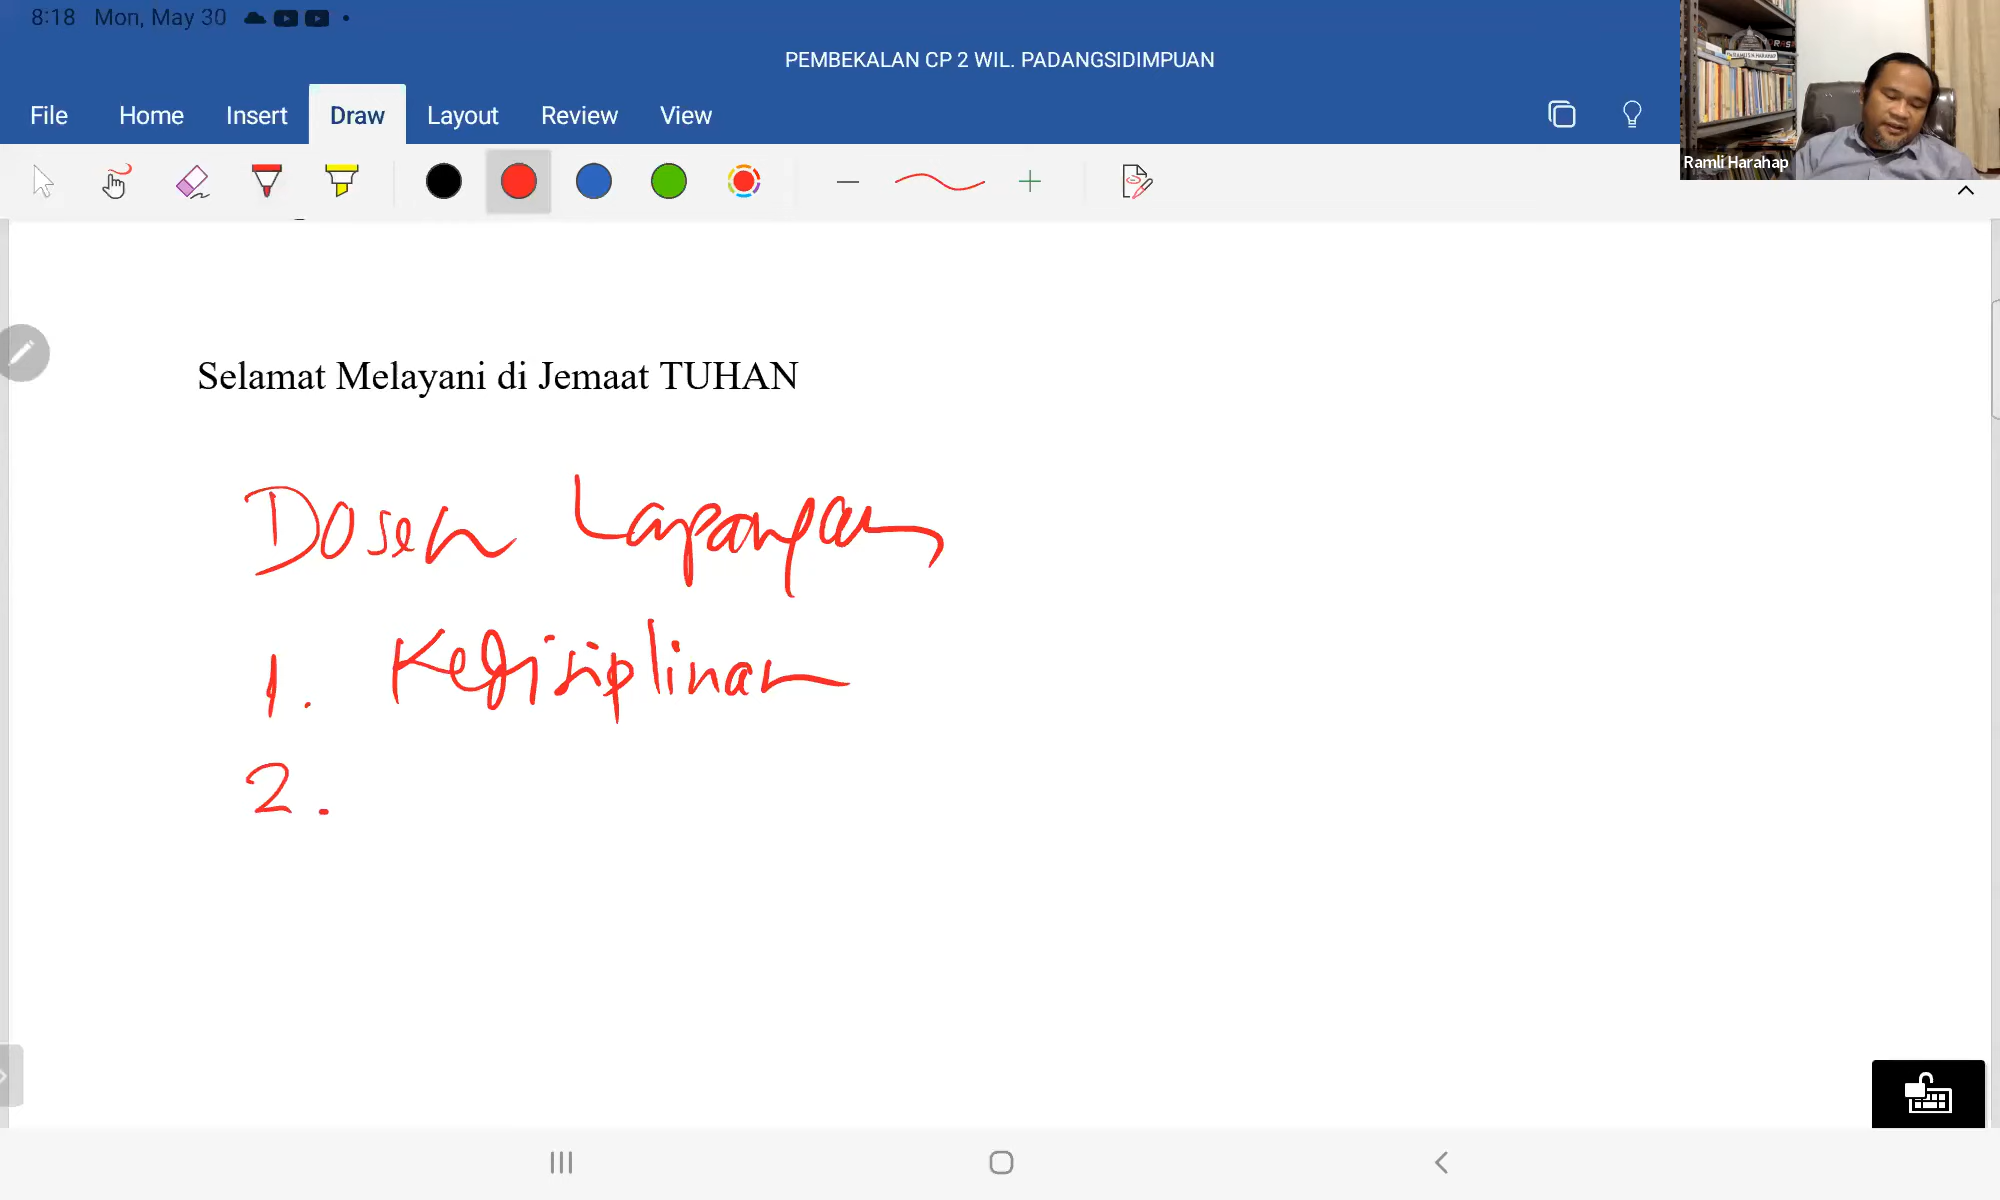 8:18 Mon, May 30
PEMBEKALAN CP 2 WIL. PADANGSIDIMPUAN
File Home Insert Draw Layout Review View
Ramli Harahap
Selamat Melayani di Jemaat TUHAN
Dosen Lapangan
1. Kedisiplinan
2.